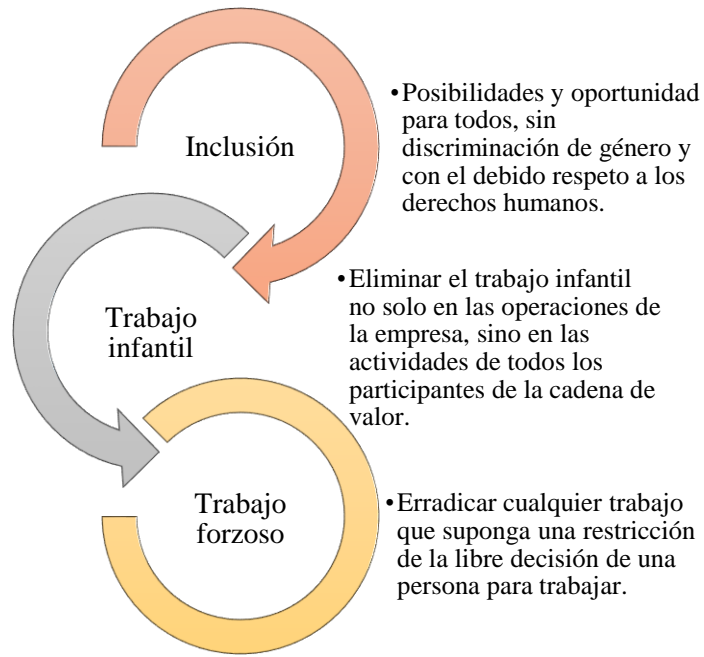 Inclusión
•Posibilidades y oportunidad
para todos, sin
discriminación de género y
con el debido respeto a los
derechos humanos.
Trabajo
infantil
•Eliminar el trabajo infantil
no solo en las operaciones de
la empresa, sino en las
actividades de todos los
participantes de la cadena de
valor.
Trabajo
forzoso
•Erradicar cualquier trabajo
que suponga una restricción
de la libre decisión de una
persona para trabajar.